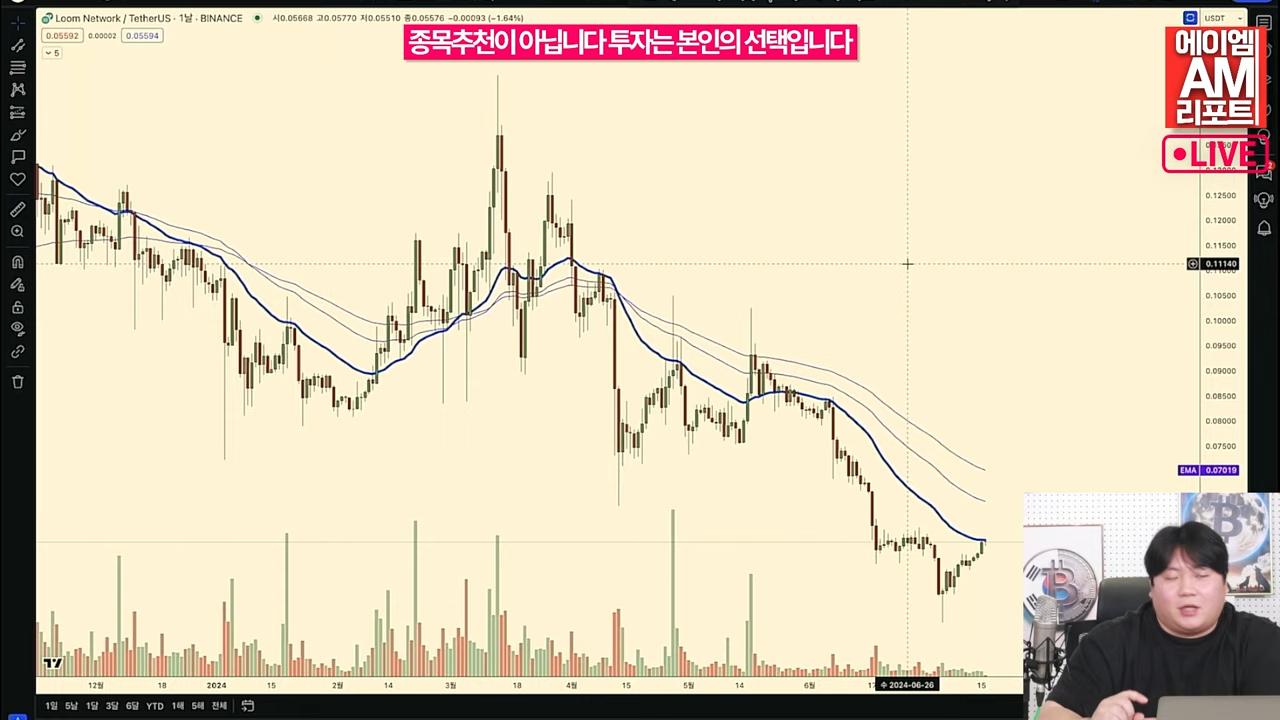 Loom Network / TetherUS · 1날 · BINANCE 시0.05668 고0.05770 저0.05510 종0.05576 −0.00093 (−1.64%)
USDT
0.05592 0.00002 0.05594
5
종목추천이 아닙니다 투자는 본인의 선택입니다
에이엠
AM
리포트
LIVE
0.12500
0.12000
0.11500
0.11140
0.10500
0.10000
0.09500
0.09000
0.08500
0.08000
0.07500
EMA 0.07019
12월 18 2024 15 2월 14 3월 18 4월 15 5월 14 6월 수 2024-06-26 15
1일 5날 1달 3달 6달 YTD 1해 5해 전체